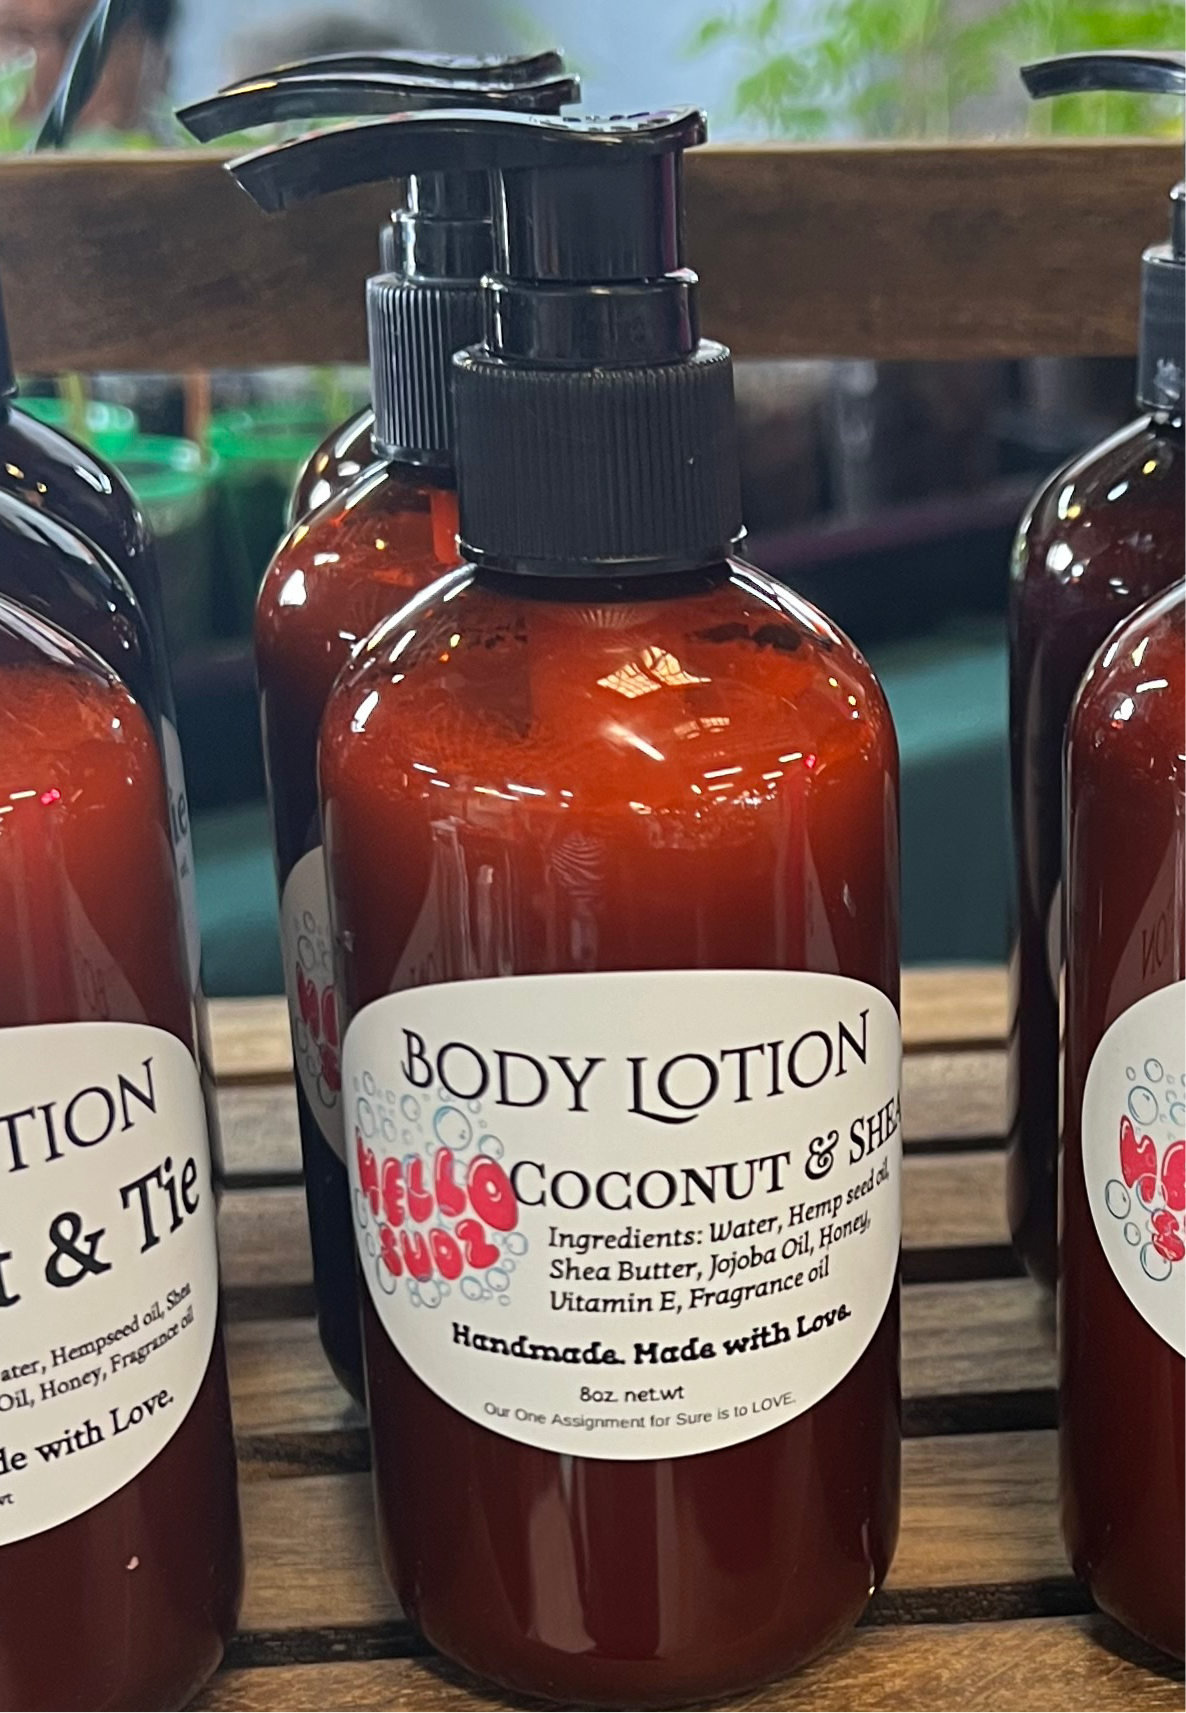 BODY LOTION
HELLO
SUDZ
COCONUT & SHEA
Ingredients: Water, Hemp seed oil,
Shea Butter, Jojoba Oil, Honey,
Vitamin E, Fragrance oil
Handmade. Made with Love.
8oz. net.wt
Our One Assignment for Sure is to LOVE.
TION
& Tie
ater, Hempseed oil, Shea
Oil, Honey, Fragrance oil
de with Love.